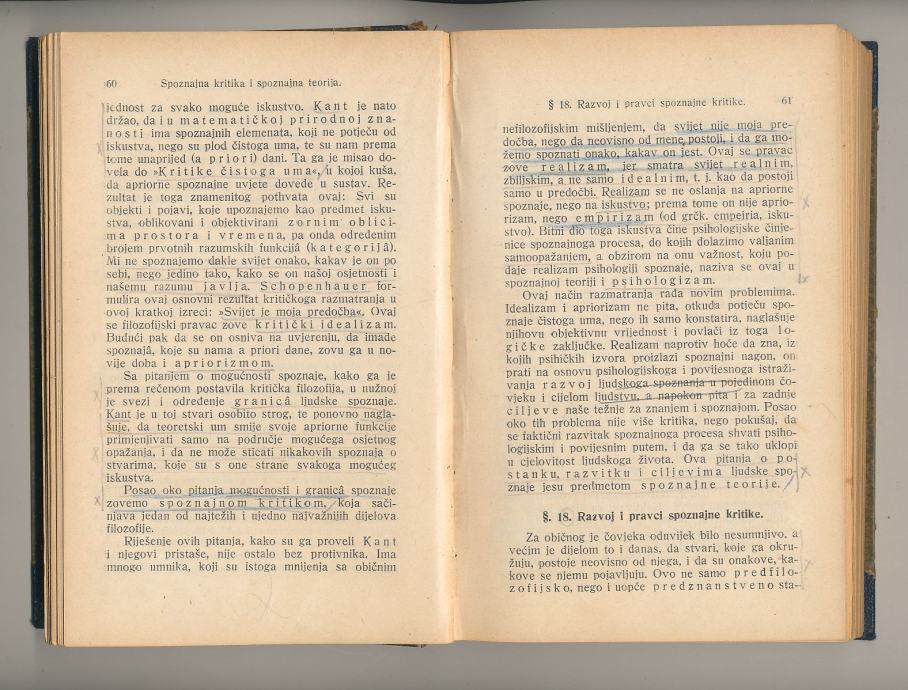 60 Spoznajna kritika i spoznajna teorija.
jednost za svako moguće iskustvo. Kant je nato
držao, da i u matematičkoj prirodnoj zna-
nosti ima spoznajnih elemenata, koji ne potječu od
iskustva, nego su plod čistoga uma, te su nam prema
tome unaprijed (a priori) dani. Ta ga je misao do-
vela do »Kritike čistoga uma«, u kojoj kuša,
da apriorne spoznajne uvjete dovede u sustav. Re-
zultat je toga znamenitog pothvata ovaj: Svi su
objekti i pojavi, koje upoznajemo kao predmet isku-
stva, oblikovani i objektivirani zornim oblici-
ma prostora i vremena, pa onda određenim
brojem prvotnih razumskih funkcijâ (kategorijâ).
Mi ne spoznajemo dakle svijet onako, kakav je on po
sebi, nego jedino tako, kako se on našoj osjetnosti i
našemu razumu javlja. Schopenhauer for-
mulira ovaj osnovni rezultat kritičkoga razmatranja u
ovoj kratkoj izreci: »Svijet je moja predočba«. Ovaj
se filozofijski pravac zove kritički idealizam.
Budući pak da se on osniva na uvjerenju, da imade
spoznajâ, koje su nama a priori dane, zovu ga u no-
vije doba i apriorizmom.
Sa pitanjem o mogućnosti spoznaje, kako ga je
prema rečenom postavila kritička filozofija, u nužnoj
je svezi i određenje granicâ ljudske spoznaje.
Kant je u toj stvari osobito strog, te ponovno nagla-
šuje, da teoretski um smije svoje apriorne funkcije
primjenjivati samo na područje mogućega osjetnog
opažanja, i da ne može sticati nikakovih spoznaja o
stvarima, koje su s one strane svakoga mogućeg
iskustva.
Posao oko pitanja mogućnosti i granicâ spoznaje
zovemo spoznajnom kritikom, koja sači-
njava jedan od najtežih i ujedno najvažnijih dijelova
filozofije.
Riješenje ovih pitanja, kako su ga proveli Kant
i njegovi pristaše, nije ostalo bez protivnika. Ima
mnogo umnika, koji su istoga mnijenja sa običnim
§ 18. Razvoj i pravci spoznajne kritike. 61
nefilozofijskim mišljenjem, da svijet nije moja pre-
dočba, nego da neovisno od mene postoji, i da ga mo-
žemo spoznati onako, kakav on jest. Ovaj se pravac
zove realizam, jer smatra svijet realnim,
zbiljskim, a ne samo idealnim, t. j. kao da postoji
samo u predočbi. Realizam se ne oslanja na apriorne
spoznaje, nego na iskustvo; prema tome on nije aprio-
rizam, nego empirizam (od grčk. empeiria, isku-
stvo). Bitni dio toga iskustva čine psihologijske činje-
nice spoznajnoga procesa, do kojih dolazimo valjanim
samoopažanjem, a obzirom na onu važnost, koju po-
daje realizam psihologiji spoznaje, naziva se ovaj u
spoznajnoj teoriji i psihologizam.
Ovaj način razmatranja rađa novim problemima.
Idealizam i apriorizam ne pita, otkuda potječu spo-
znaje čistoga uma, nego ih samo konstatira, naglašuje
njihovu objektivnu vrijednost i povlači iz toga lo-
gičke zaključke. Realizam naprotiv hoće da zna, iz
kojih psihičkih izvora proizlazi spoznajni nagon, on
prati na osnovu psihologijskoga i povijesnoga istraži-
vanja razvoj ljudskoga spoznanja u pojedinom čo-
vjeku i cijelom ljudstvu, a napokon pita i za zadnje
ciljeve naše težnje za znanjem i spoznajom. Posao
oko tih problema nije više kritika, nego pokušaj, da
se faktični razvitak spoznajnoga procesa shvati psiho-
logijskim i povijesnim putem, i da ga se tako uklopi
u cjelovitost ljudskoga života. Ova pitanja o po-
stanku, razvitku i ciljevima ljudske spo-
znaje jesu predmetom spoznajne teorije.
§. 18. Razvoj i pravci spoznajne kritike.
Za običnog je čovjeka oduvijek bilo nesumnjivo, a
većim je dijelom to i danas, da stvari, koje ga okru-
žuju, postoje neovisno od njega, i da su onakove, ka-
kove se njemu pojavljuju. Ovo ne samo predfilo-
zofijsko, nego i uopće predznanstveno sta-